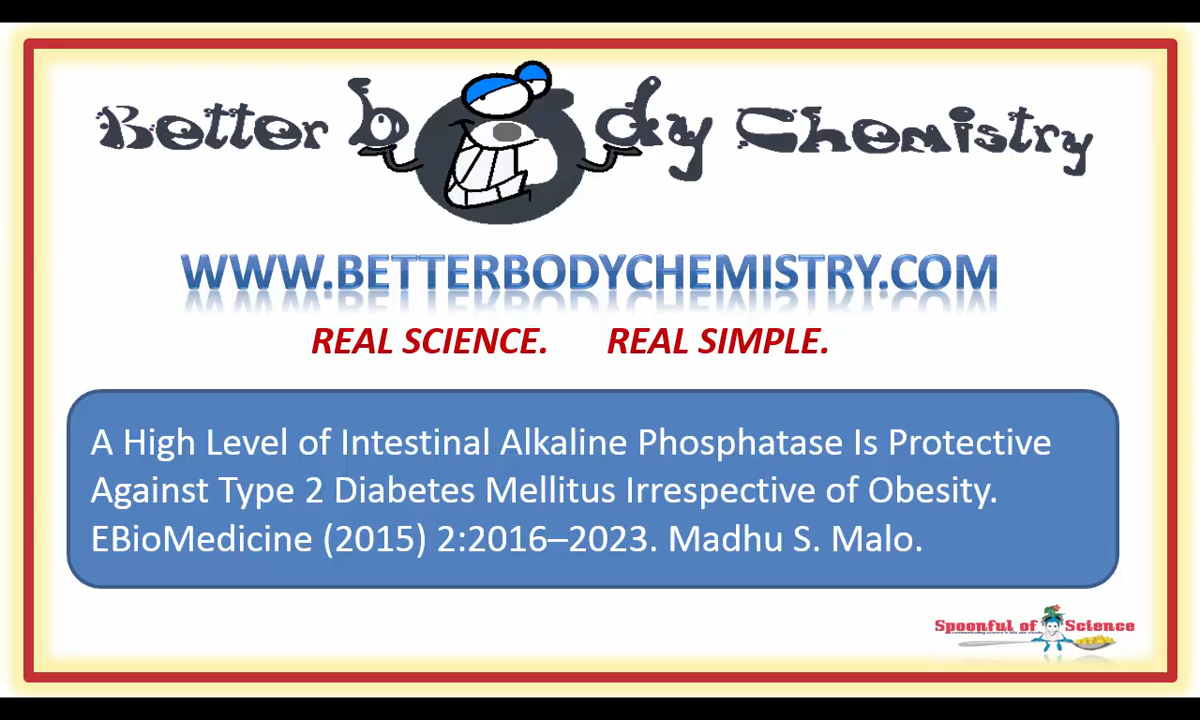 Better body Chemistry
WWW.BETTERBODYCHEMISTRY.COM
REAL SCIENCE. REAL SIMPLE.
A High Level of Intestinal Alkaline Phosphatase Is Protective
Against Type 2 Diabetes Mellitus Irrespective of Obesity.
EBioMedicine (2015) 2:2016–2023. Madhu S. Malo.
Spoonful of Science